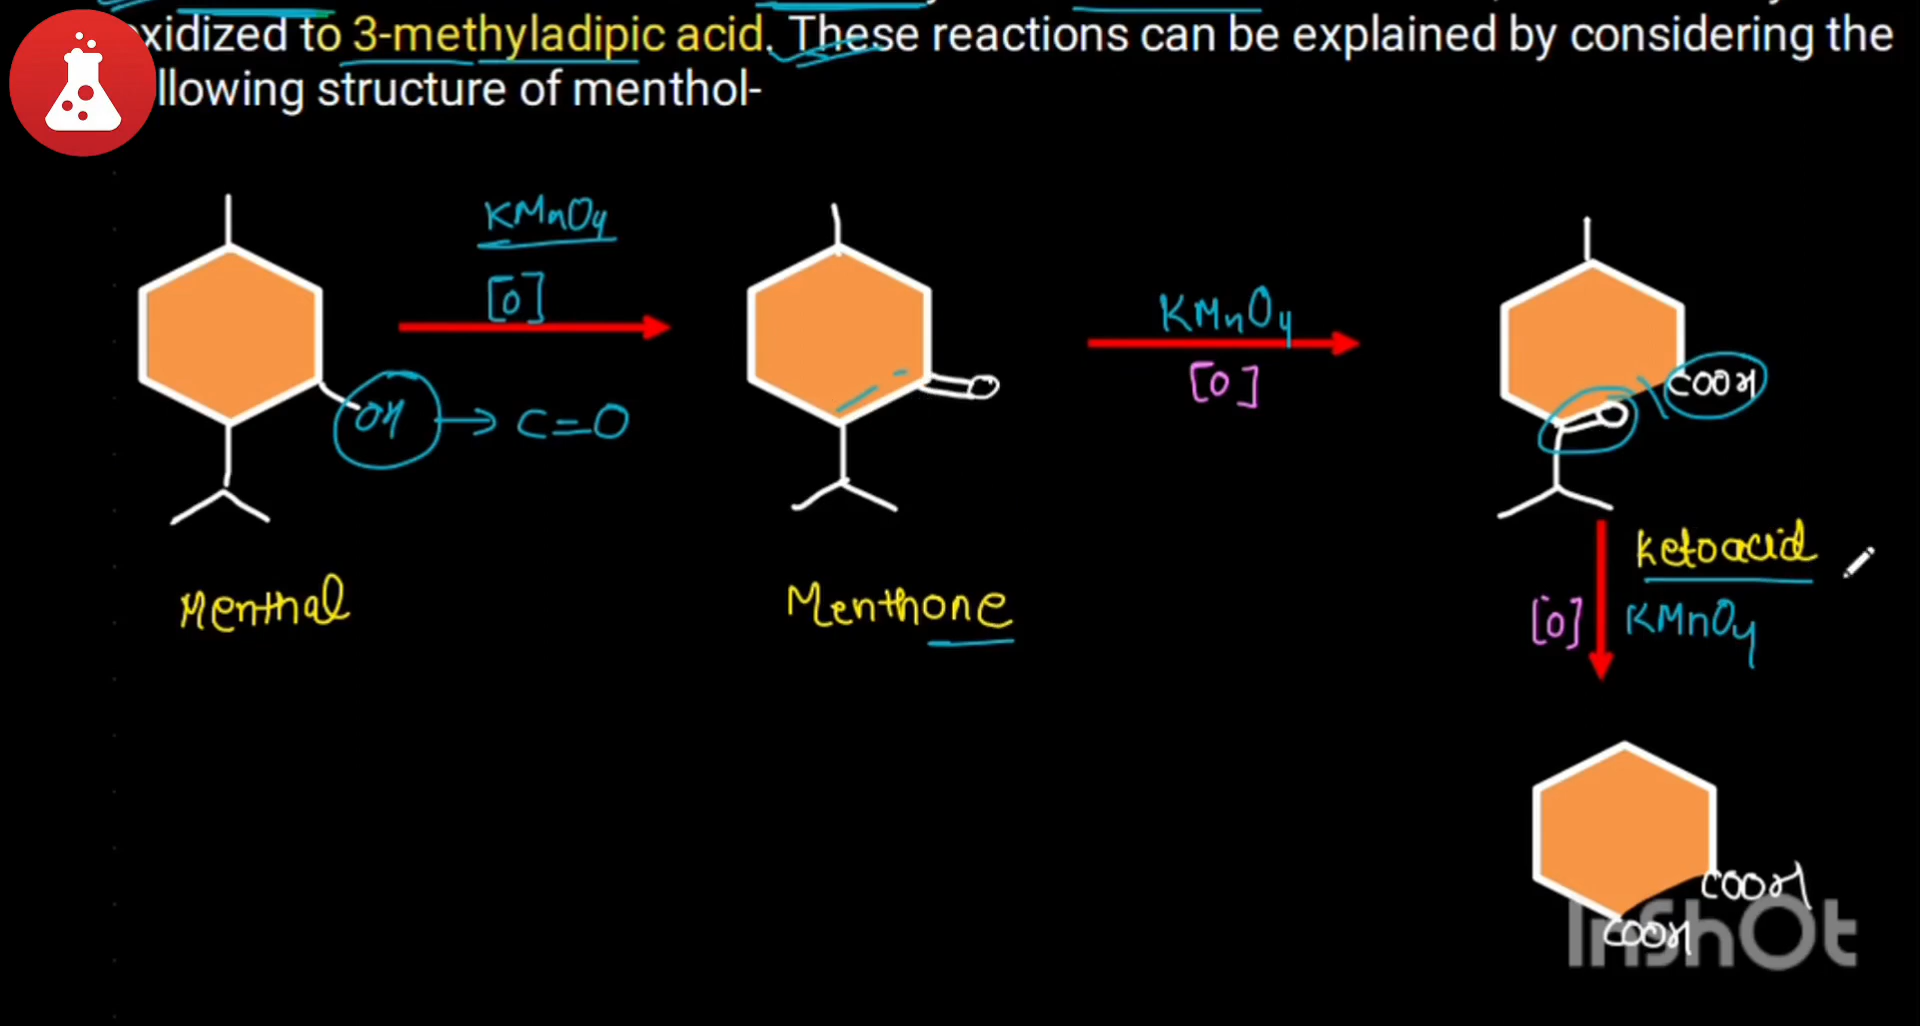 xidized to 3-methyladipic acid. These reactions can be explained by considering the
llowing structure of menthol-
KMnO4
[O]
OH → C=O
O
KMnO4
[O]
COOH
O
Menthal
Menthone
Ketoacid
[O] KMnO4
COOH
COOH
InShot